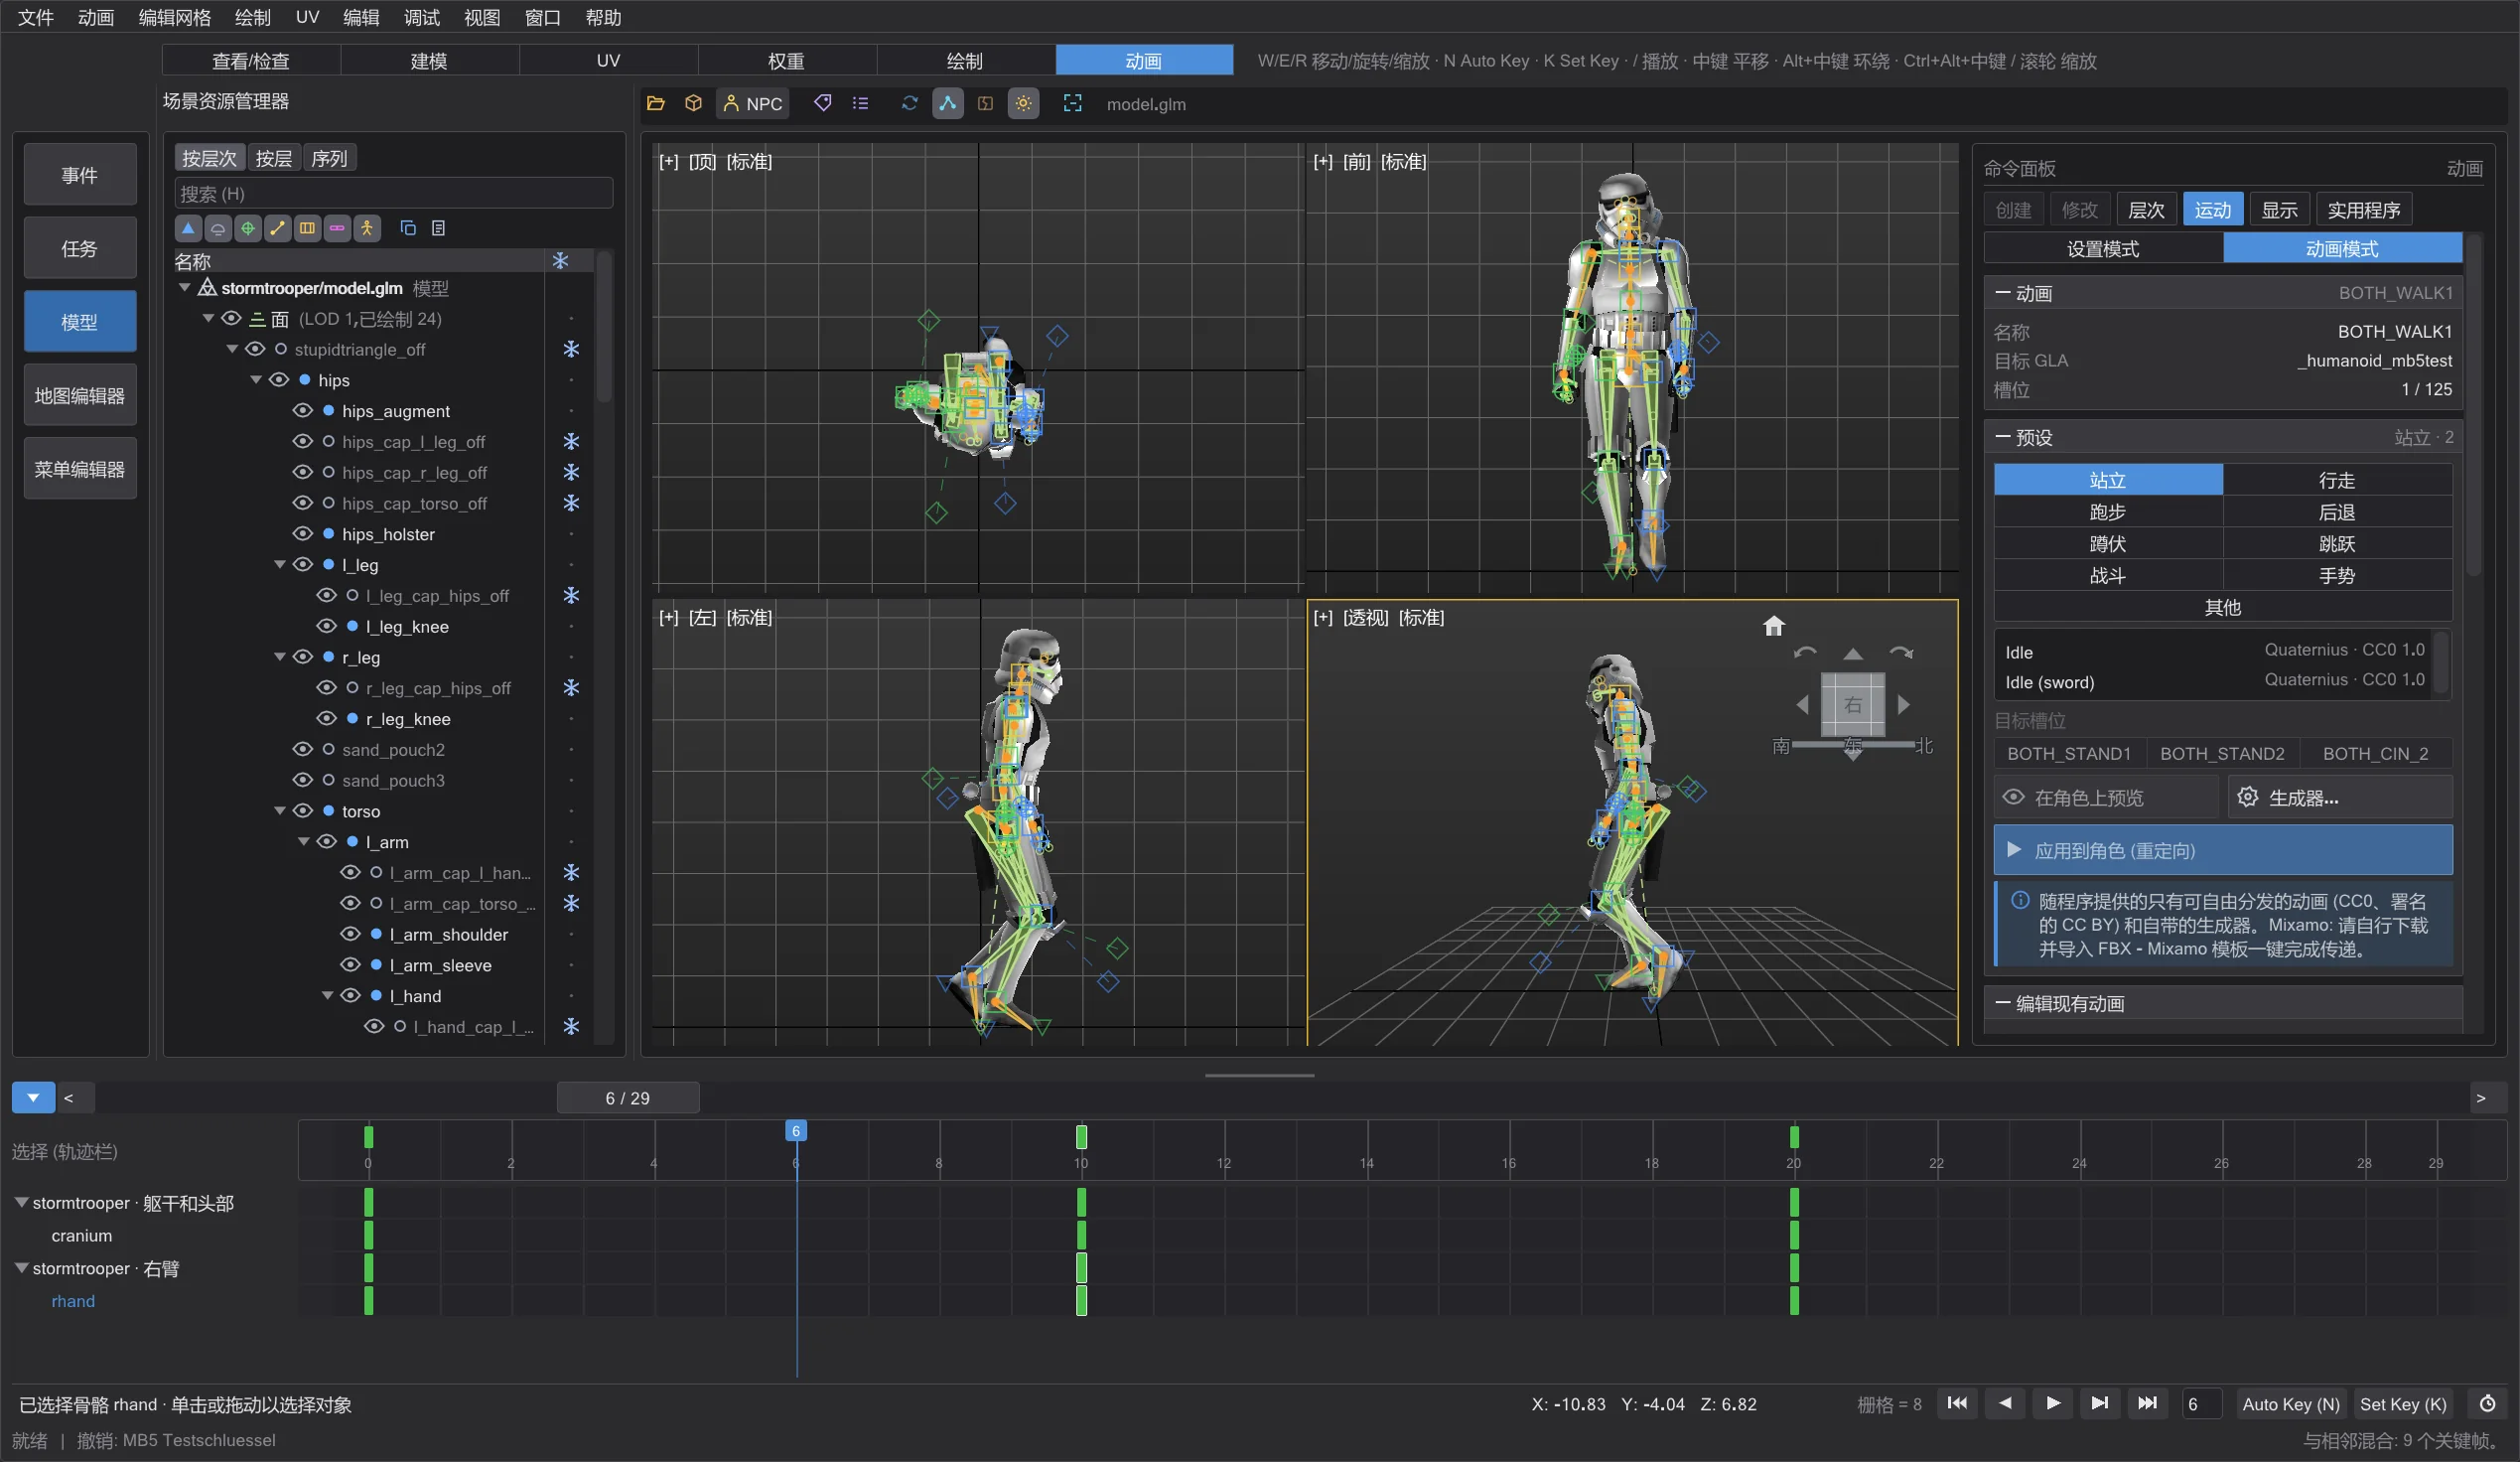 文件 动画 编辑网格 绘制 UV 编辑 调试 视图 窗口 帮助
查看/检查 建模 UV 权重 绘制 动画 W/E/R 移动/旋转/缩放 · N Auto Key · K Set Key · / 播放 · 中键 平移 · Alt+中键 环绕 · Ctrl+Alt+中键 / 滚轮 缩放
场景资源管理器
NPC model.glm
事件
任务
模型
地图编辑器
菜单编辑器
按层次 按层 序列
搜索 (H)
名称
stormtrooper/model.glm 模型
面 (LOD 1,已绘制 24)
stupidtriangle_off
hips
hips_augment
hips_cap_l_leg_off
hips_cap_r_leg_off
hips_cap_torso_off
hips_holster
l_leg
l_leg_cap_hips_off
l_leg_knee
r_leg
r_leg_cap_hips_off
r_leg_knee
sand_pouch2
sand_pouch3
torso
l_arm
l_arm_cap_l_han...
l_arm_cap_torso_...
l_arm_shoulder
l_arm_sleeve
l_hand
l_hand_cap_l_...
[+] [顶] [标准]
[+] [前] [标准]
[+] [左] [标准]
[+] [透视] [标准]
右
南 东 北
命令面板 动画
创建 修改 层次 运动 显示 实用程序
设置模式 动画模式
动画 BOTH_WALK1
名称 BOTH_WALK1
目标 GLA _humanoid_mb5test
槽位 1 / 125
预设 站立 · 2
站立 行走
跑步 后退
蹲伏 跳跃
战斗 手势
其他
Idle Quaternius · CC0 1.0
Idle (sword) Quaternius · CC0 1.0
目标槽位
BOTH_STAND1 BOTH_STAND2 BOTH_CIN_2
在角色上预览 生成器...
应用到角色 (重定向)
随程序提供的只有可自由分发的动画 (CC0、署名
的 CC BY) 和自带的生成器。Mixamo: 请自行下载
并导入 FBX - Mixamo 模板一键完成传递。
编辑现有动画
< 6 / 29 >
选择 (轨迹栏)
6
0 2 4 6 8 10 12 14 16 18 20 22 24 26 28 29
stormtrooper · 躯干和头部
cranium
stormtrooper · 右臂
rhand
已选择骨骼 rhand · 单击或拖动以选择对象 X: -10.83 Y: -4.04 Z: 6.82 栅格 = 8 6 Auto Key (N) Set Key (K)
就绪 | 撤销: MB5 Testschluessel 与相邻混合: 9 个关键帧。